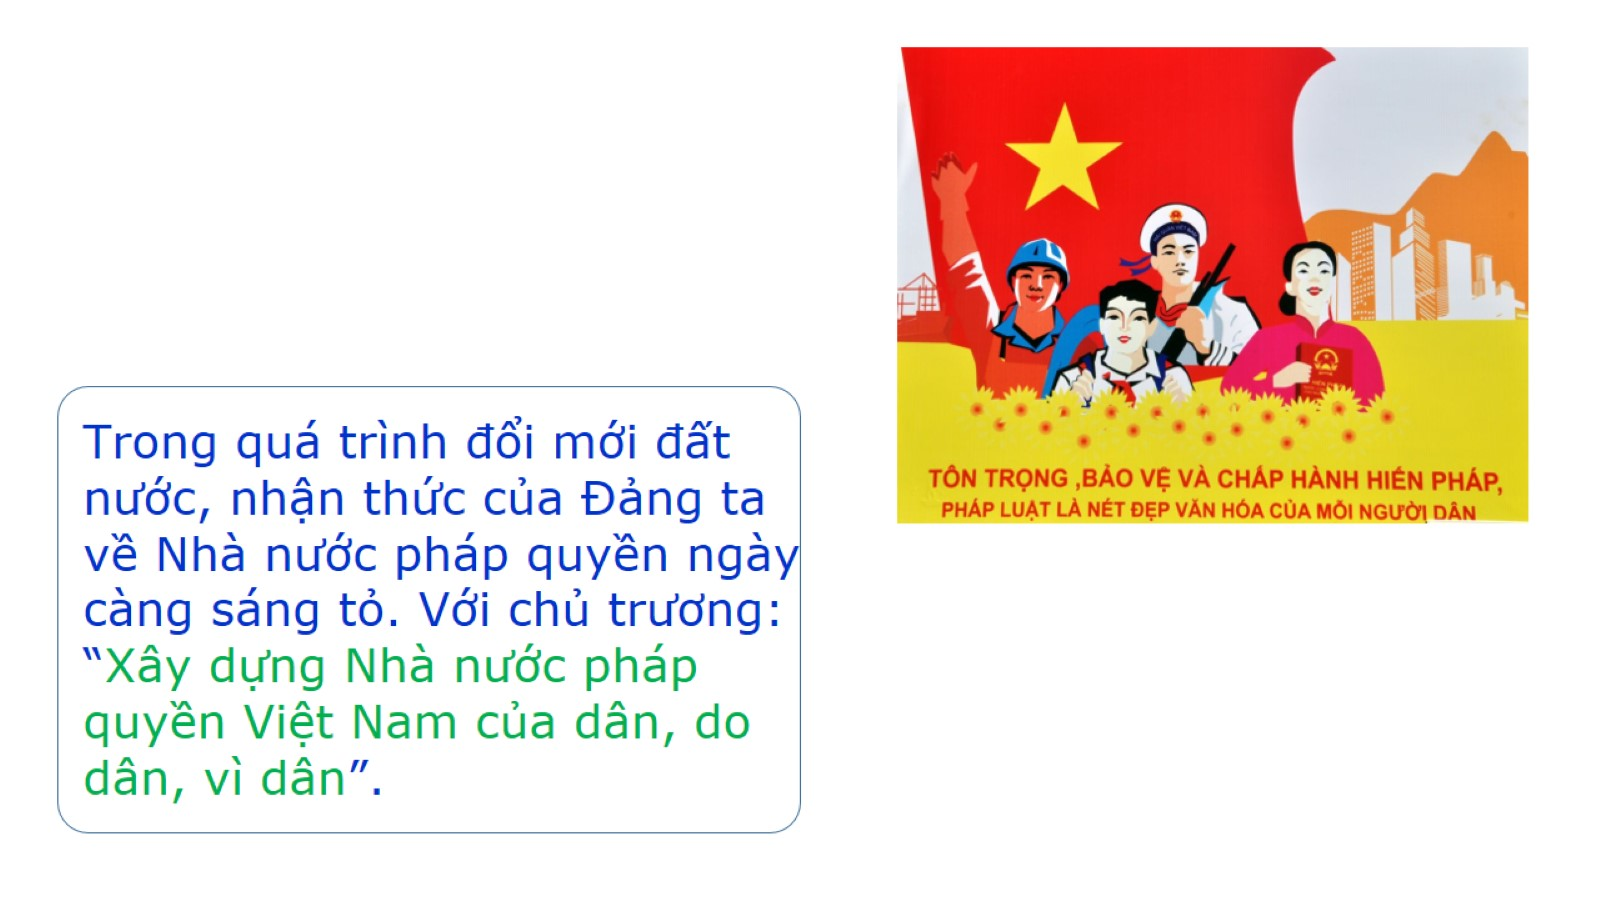 Trong quá trình đổi mới đất
nước, nhận thức của Đảng ta
về Nhà nước pháp quyền ngày
càng sáng tỏ. Với chủ trương:
“Xây dựng Nhà nước pháp
quyền Việt Nam của dân, do
dân, vì dân”.
TÔN TRỌNG ,BẢO VỆ VÀ CHẤP HÀNH HIẾN PHÁP,
PHÁP LUẬT LÀ NÉT ĐẸP VĂN HÓA CỦA MỖI NGƯỜI DÂN